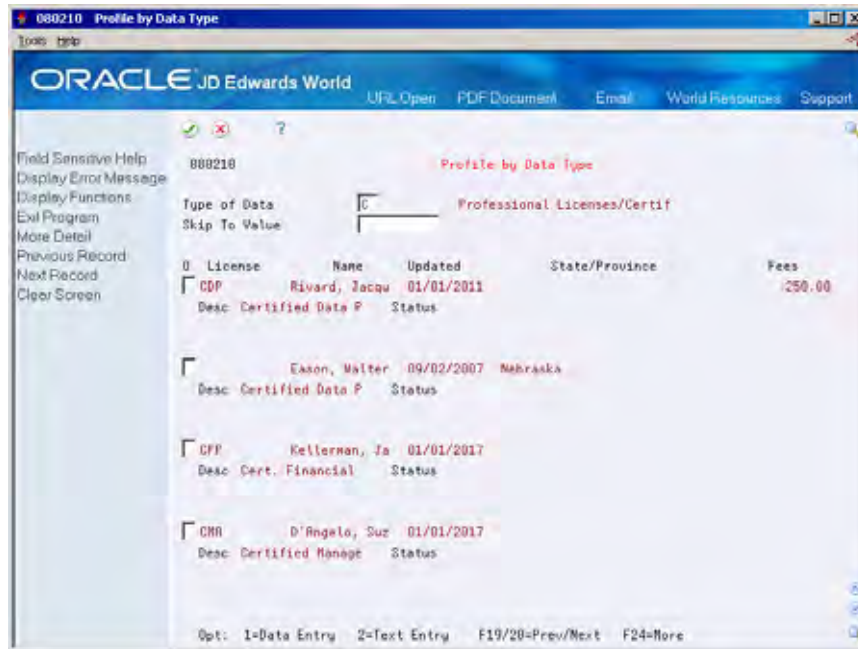 080210 Profile by Data Type
Tools Help
ORACLE JD Edwards World
URL Open PDF Document Email World Resources Support
?
Field Sensitive Help
Display Error Message
Display Functions
Exit Program
More Detail
Previous Record
Next Record
Clear Screen
080210 Profile by Data Type
Type of Data C Professional Licenses/Certif
Skip To Value
O License Name Updated State/Province Fees
CDP Rivard, Jacqu 01/01/2011 250.00
Desc Certified Data P Status
Eason, Walter 09/02/2007 Nebraska
Desc Certified Data P Status
CFP Kellerman, Ja 01/01/2017
Desc Cert. Financial Status
CMA D'Angelo, Suz 01/01/2017
Desc Certified Manage Status
Opt: 1=Data Entry 2=Text Entry F19/20=Prev/Next F24=More